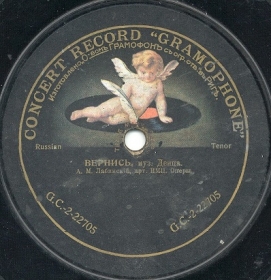 CONCERT RECORD "GRAMOPHONE"
Russian
Tenor
ВЕРНИСЬ, муз. Денца.
А. М. Лабинскій, арт. ИМП. Оперы
G.C.-2-22705
G.C.-2-22705